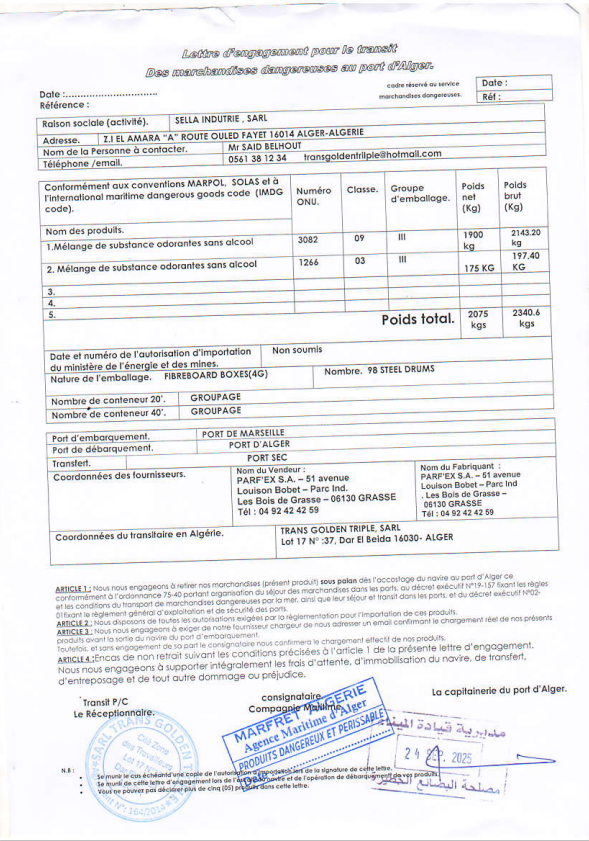 Lettre d'engagement pour le transit
Des marchandises dangereuses au port d'Alger.
Date :...............................
Référence :
cadre réservé au service
marchandises dangereuses.
Date :
Réf :
Raison sociale (activité). SELLA INDUTRIE , SARL
Adresse. Z.I EL AMARA "A" ROUTE OULED FAYET 16014 ALGER-ALGERIE
Nom de la Personne à contacter. Mr SAID BELHOUT
Téléphone /email. 0561 38 12 34 transgoldentrilple@hotmail.com
Conformément aux conventions MARPOL, SOLAS et à
l'international maritime dangerous goods code (IMDG
code).
Nom des produits.
Numéro
ONU.
Classe.
Groupe
d'emballage.
Poids
net
(Kg)
Poids
brut
(Kg)
1.Mélange de substance odorantes sans alcool 3082 09 III 1900 kg 2143.20 kg
2. Mélange de substance odorantes sans alcool 1266 03 III 175 KG 197.40 KG
3.
4.
5.
Poids total. 2075 kgs 2340.6 kgs
Date et numéro de l'autorisation d'importation
du ministère de l'énergie et des mines.
Non soumis
Nature de l'emballage. FIBREBOARD BOXES(4G) Nombre. 98 STEEL DRUMS
Nombre de conteneur 20'. GROUPAGE
Nombre de conteneur 40'. GROUPAGE
Port d'embarquement. PORT DE MARSEILLE
Port de débarquement. PORT D'ALGER
Transfert. PORT SEC
Coordonnées des fournisseurs.
Nom du Vendeur :
PARF'EX S.A. – 51 avenue
Louison Bobet – Parc Ind.
Les Bois de Grasse – 06130 GRASSE
Tél : 04 92 42 42 59
Nom du Fabriquant :
PARF'EX S.A. – 51 avenue
Louison Bobet – Parc Ind
. Les Bois de Grasse –
06130 GRASSE
Tél : 04 92 42 42 59
Coordonnées du transitaire en Algérie.
TRANS GOLDEN TRIPLE, SARL
Lot 17 N° :37, Dar El Beida 16030- ALGER
ARTICLE 1 : Nous nous engageons à retirer nos marchandises (présent produit) sous palan dès l'accostage du navire au port d'Alger ce
conformément à l'ordonnance 75-40 portant organisation du séjour des marchandises dans les ports, au décret exécutif N°19-157 fixant les règles
et les conditions du transport de marchandises dangereuses par la mer, ainsi que leur séjour et transit dans les ports, et du décret exécutif N°02-
01fixant le règlement général d'exploitation et de sécurité des ports.
ARTICLE 2 : Nous disposons de toutes les autorisations exigées par la règlementation pour l'importation de ces produits.
ARTICLE 3 : Nous nous engageons à exiger de notre fournisseur chargeur de nous adresser un email confirmant le chargement réel de nos présents
produits avant la sortie du navire du port d'embarquement.
Toutefois, et sans engagement de sa part le consignataire nous confirmera le chargement effectif de nos produits.
ARTICLE 4 :Encas de non retrait suivant les conditions précisées à l'article 1 de la présente lettre d'engagement.
Nous nous engageons à supporter intégralement les frais d'attente, d'immobilisation du navire, de transfert,
d'entreposage et de tout autre dommage ou préjudice.
Transit P/C
Le Réceptionnaire.
consignataire
Compagnie Maritime
La capitainerie du port d'Alger.
SARL TRANS GOLDEN
Cité Zone
des Travailleurs
Lot 17 N°
N° : 164/2014
MARFRET ALGERIE
Agence Maritime d'Alger
PRODUITS DANGEREUX ET PERISSABLE
مديرية قيادة الميناء
24 SEP. 2025
مصلحة البضائع الخطيرة
N.B :
• Se munir le cas échéant d'une copie de l'autorisation d'importation lors de la signature de cette lettre.
• Se munir de cette lettre d'engagement lors de l'
navire et de l'opération de débarquement de vos produits.
• Vous ne pouvez pas déclarer plus de cinq (05) produits dans cette lettre.